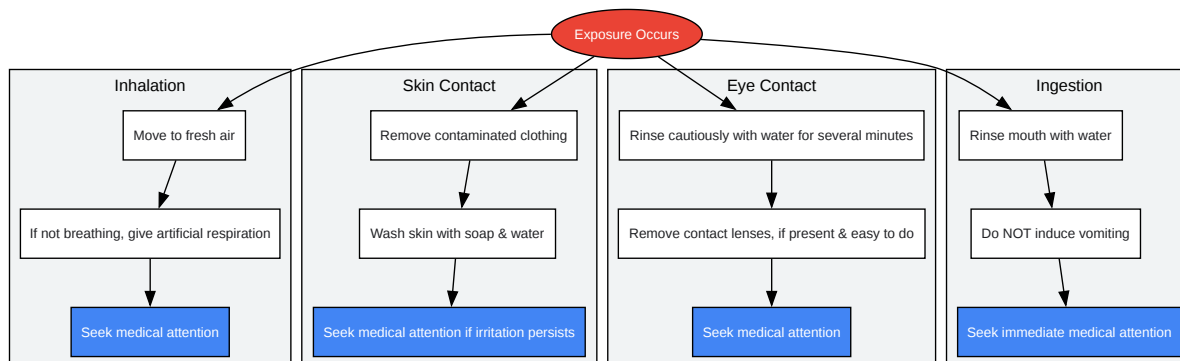 Exposure Occurs
Inhalation
Move to fresh air
If not breathing, give artificial respiration
Seek medical attention
Skin Contact
Remove contaminated clothing
Wash skin with soap & water
Seek medical attention if irritation persists
Eye Contact
Rinse cautiously with water for several minutes
Remove contact lenses, if present & easy to do
Seek medical attention
Ingestion
Rinse mouth with water
Do NOT induce vomiting
Seek immediate medical attention